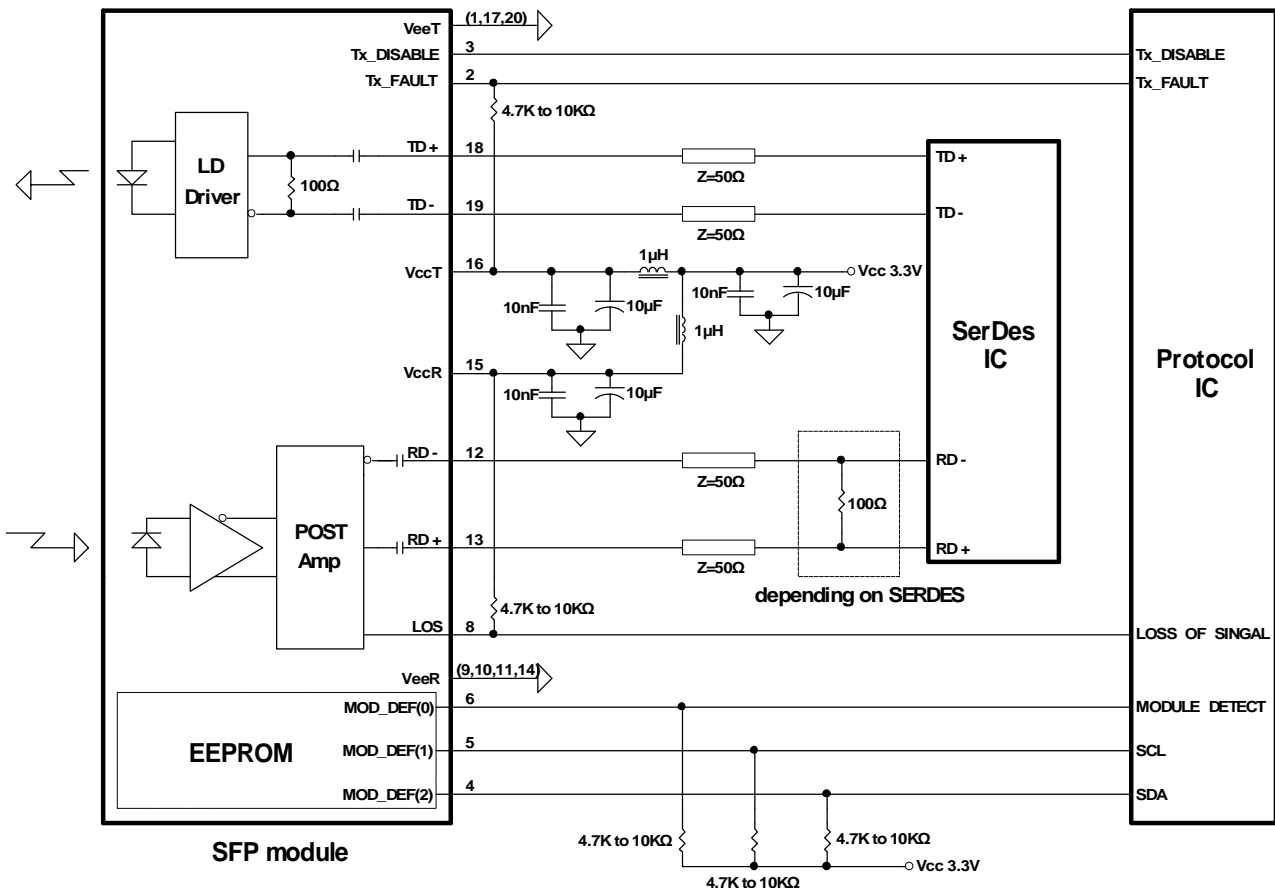 VeeT
(1,17,20)
Tx_DISABLE
3
Tx_DISABLE
Tx_FAULT
2
Tx_FAULT
4.7K to 10KΩ
LD
Driver
100Ω
TD+
18
Z=50Ω
TD+
TD-
19
Z=50Ω
TD-
VccT
16
1µH
Vcc 3.3V
10nF
10µF
10nF
10µF
1µH
VccR
15
10nF
10µF
SerDes
IC
Protocol
IC
POST
Amp
RD-
12
Z=50Ω
RD-
100Ω
RD+
13
Z=50Ω
RD+
depending on SERDES
4.7K to 10KΩ
LOS
8
LOSS OF SINGAL
VeeR
(9,10,11,14)
EEPROM
MOD_DEF(0)
6
MODULE DETECT
MOD_DEF(1)
5
SCL
MOD_DEF(2)
4
SDA
4.7K to 10KΩ
4.7K to 10KΩ
4.7K to 10KΩ
Vcc 3.3V
SFP module